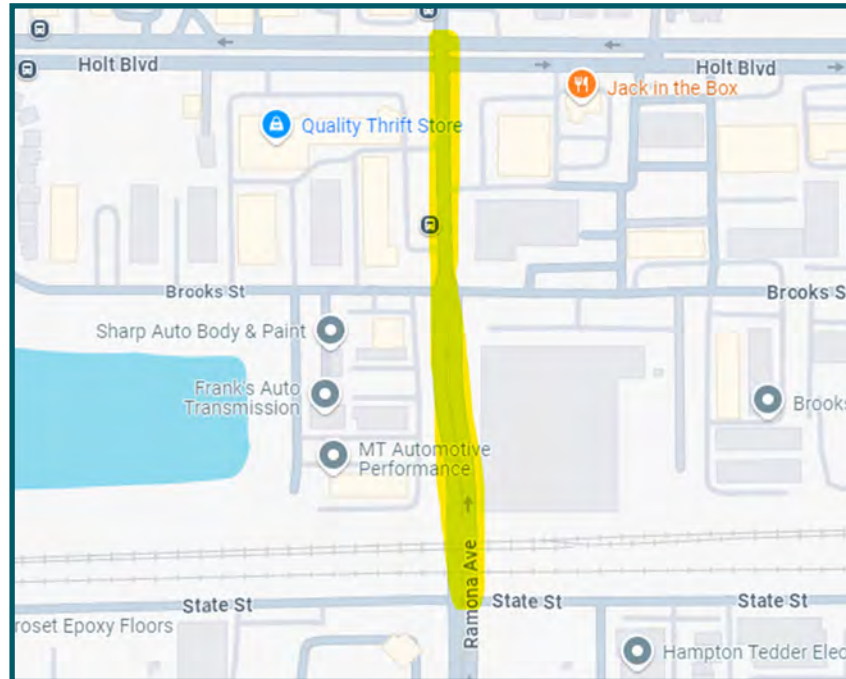 Holt Blvd
Holt Blvd
Jack in the Box
Quality Thrift Store
Brooks St
Brooks S
Sharp Auto Body & Paint
Frank's Auto
Transmission
Brooks
MT Automotive
Performance
Ramona Ave
State St
State St
State St
roset Epoxy Floors
Hampton Tedder Elec